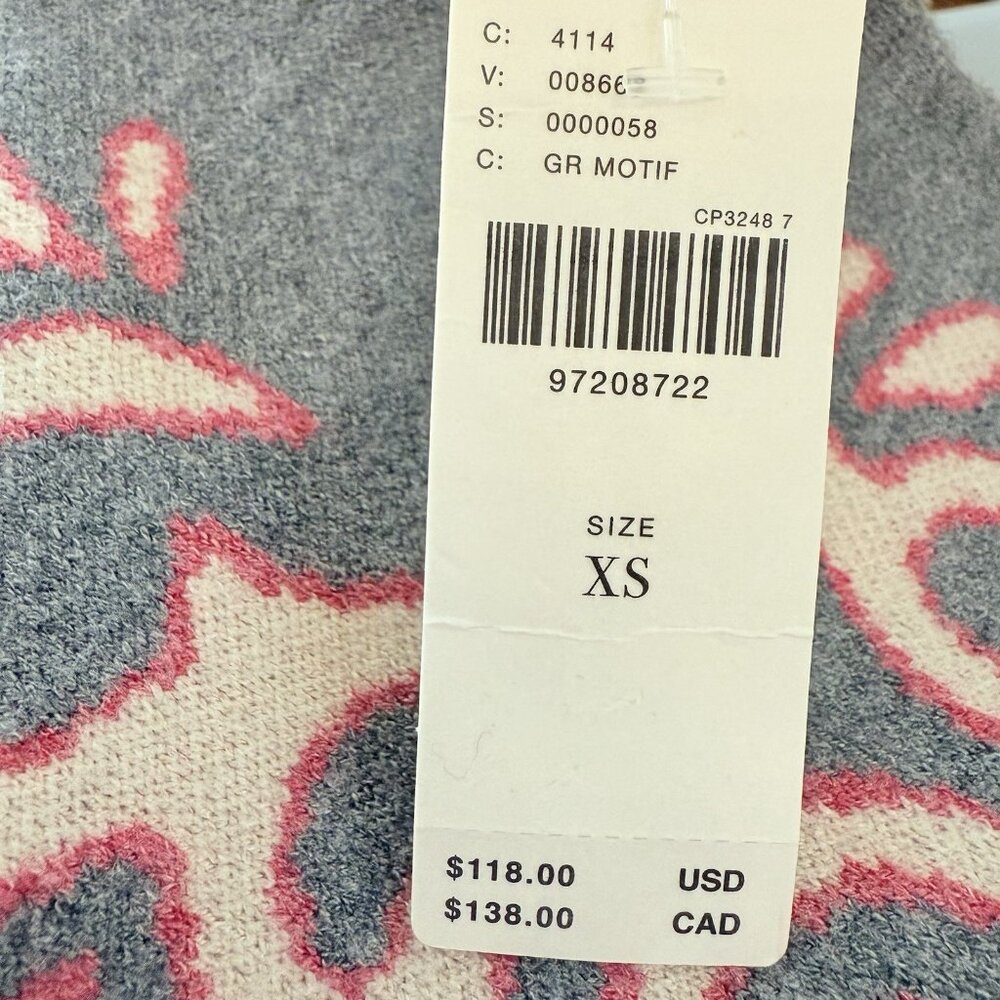 C: 4114
V: 00866
S: 0000058
C: GR MOTIF
CP3248 7
97208722
SIZE
XS
$118.00 USD
$138.00 CAD